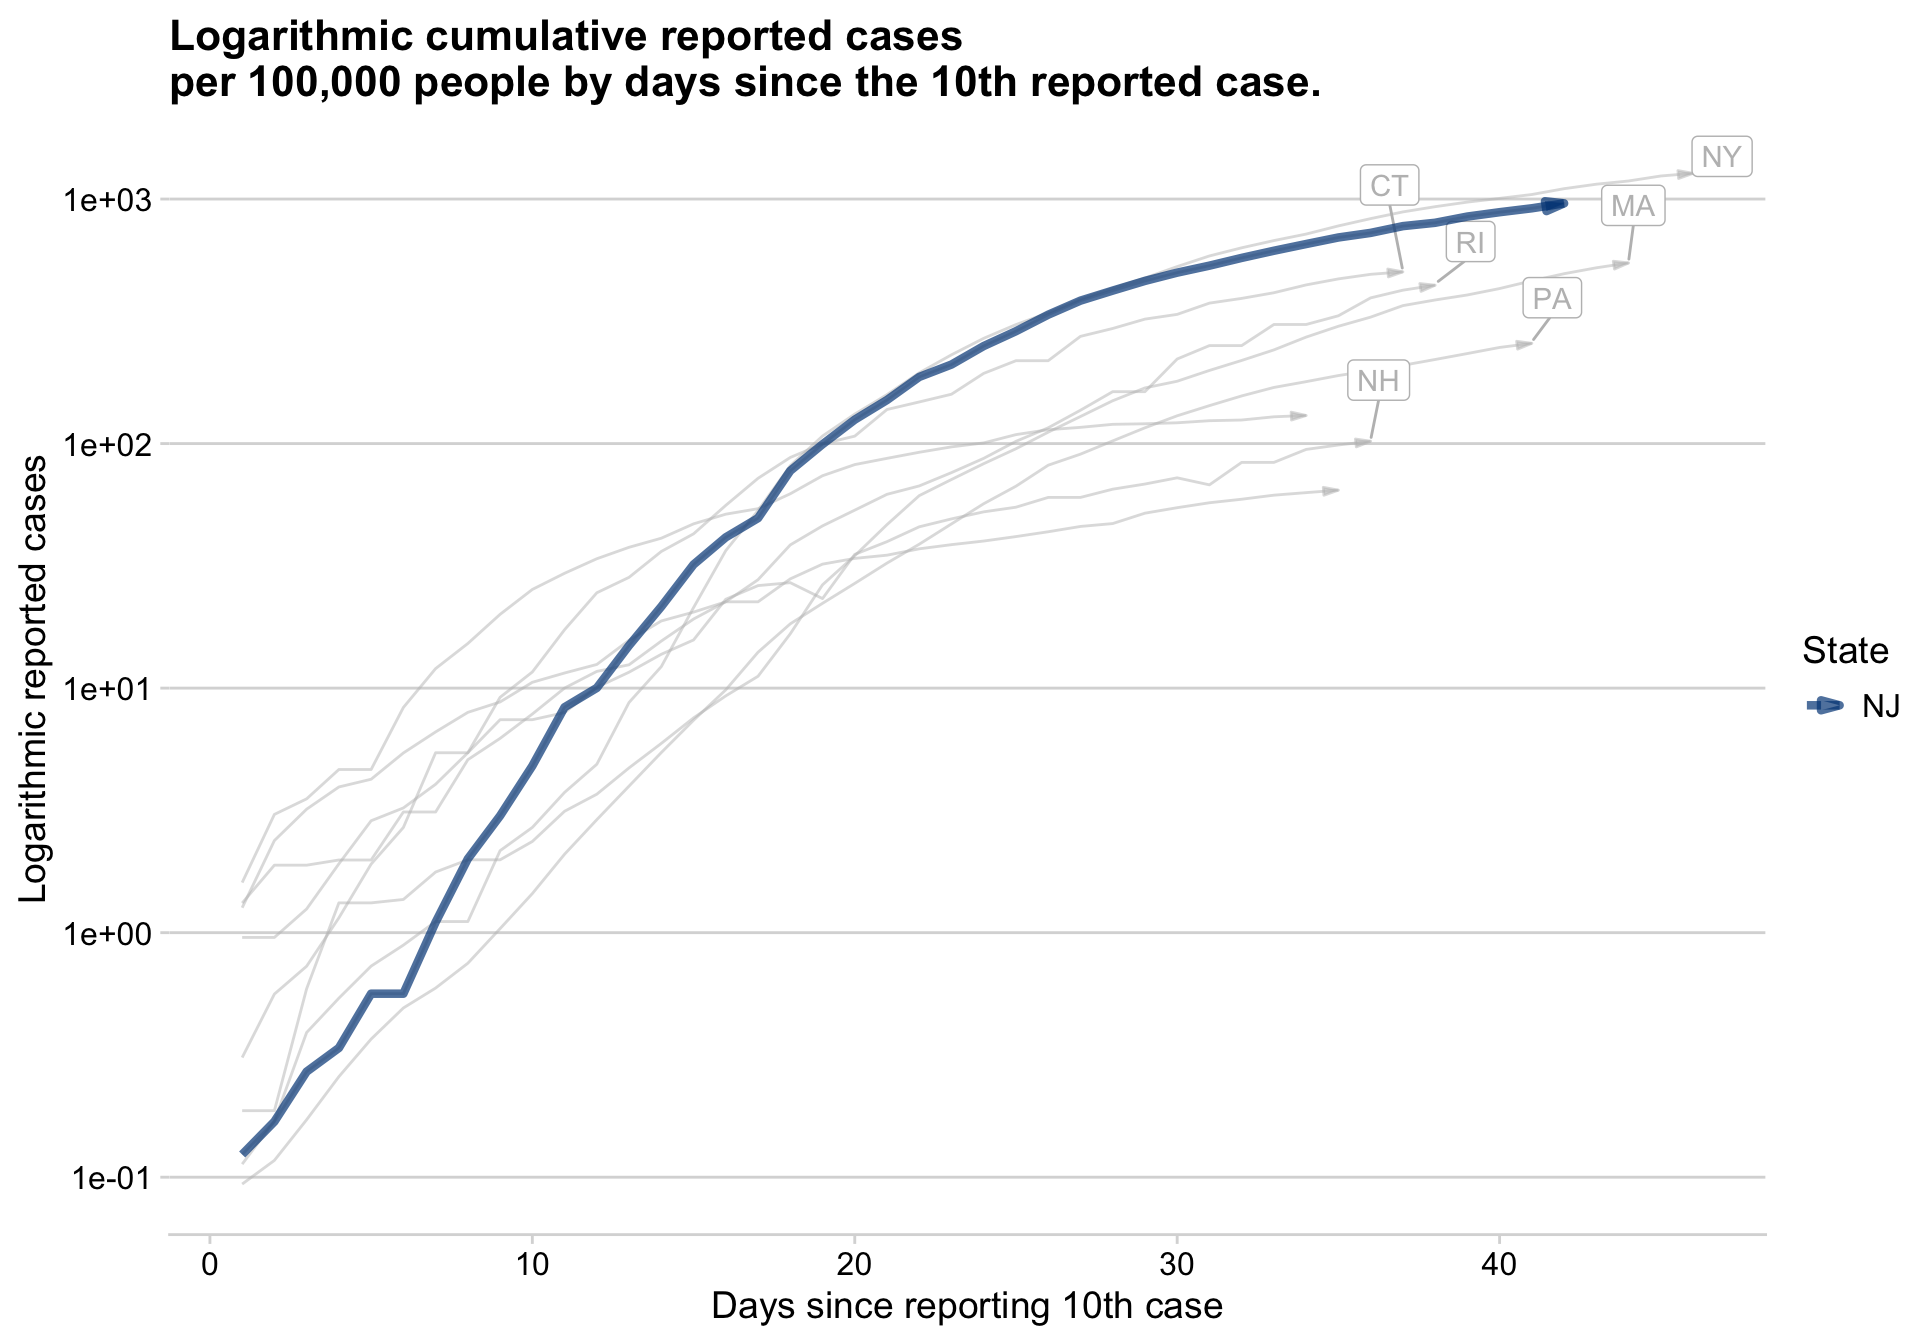 Logarithmic cumulative reported cases
per 100,000 people by days since the 10th reported case.
NY
CT
MA
RI
PA
NH
1e+03
1e+02
1e+01
1e+00
1e-01
Logarithmic reported cases
0 10 20 30 40
Days since reporting 10th case
State
NJ